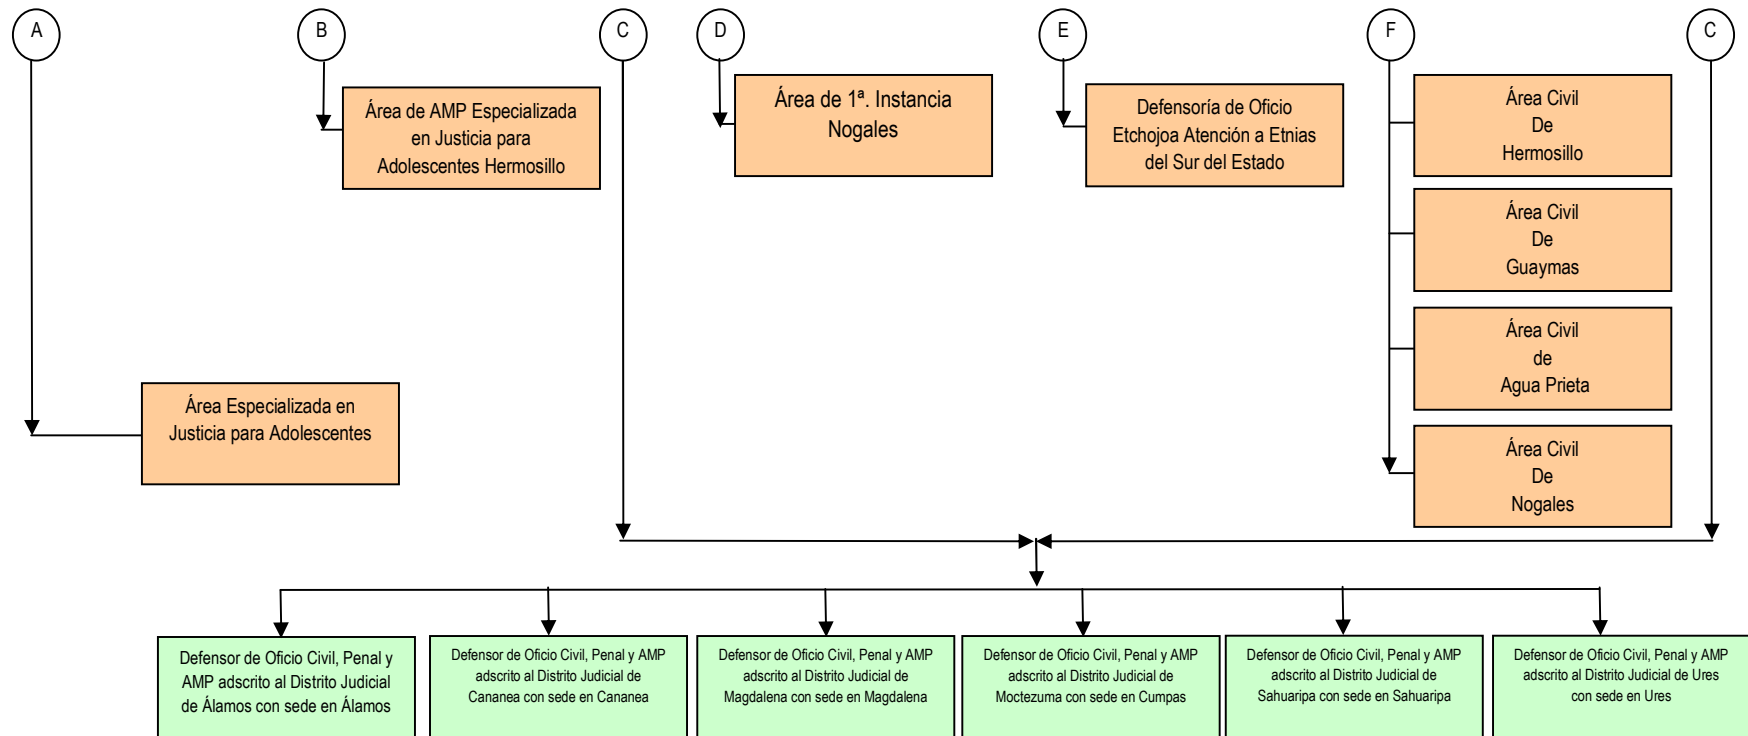 A
B
C
D
E
F
C
Área de AMP Especializada
en Justicia para
Adolescentes Hermosillo
Área de 1ª. Instancia
Nogales
Defensoría de Oficio
Etchojoa Atención a Etnias
del Sur del Estado
Área Civil
De
Hermosillo
Área Civil
De
Guaymas
Área Civil
de
Agua Prieta
Área Especializada en
Justicia para Adolescentes
Área Civil
De
Nogales
Defensor de Oficio Civil, Penal y
AMP adscrito al Distrito Judicial
de Álamos con sede en Álamos
Defensor de Oficio Civil, Penal y AMP
adscrito al Distrito Judicial de
Cananea con sede en Cananea
Defensor de Oficio Civil, Penal y AMP
adscrito al Distrito Judicial de
Magdalena con sede en Magdalena
Defensor de Oficio Civil, Penal y AMP
adscrito al Distrito Judicial de
Moctezuma con sede en Cumpas
Defensor de Oficio Civil, Penal y AMP
adscrito al Distrito Judicial de
Sahuaripa con sede en Sahuaripa
Defensor de Oficio Civil, Penal y AMP
adscrito al Distrito Judicial de Ures
con sede en Ures